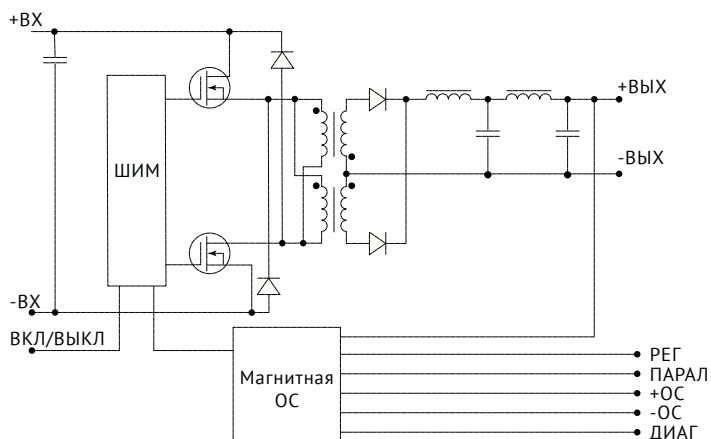 +ВХ
+ВЫХ
ШИМ
-ВЫХ
-ВХ
ВКЛ/ВЫКЛ
Магнитная
ОС
РЕГ
ПАРАЛ
+ОС
-ОС
ДИАГ